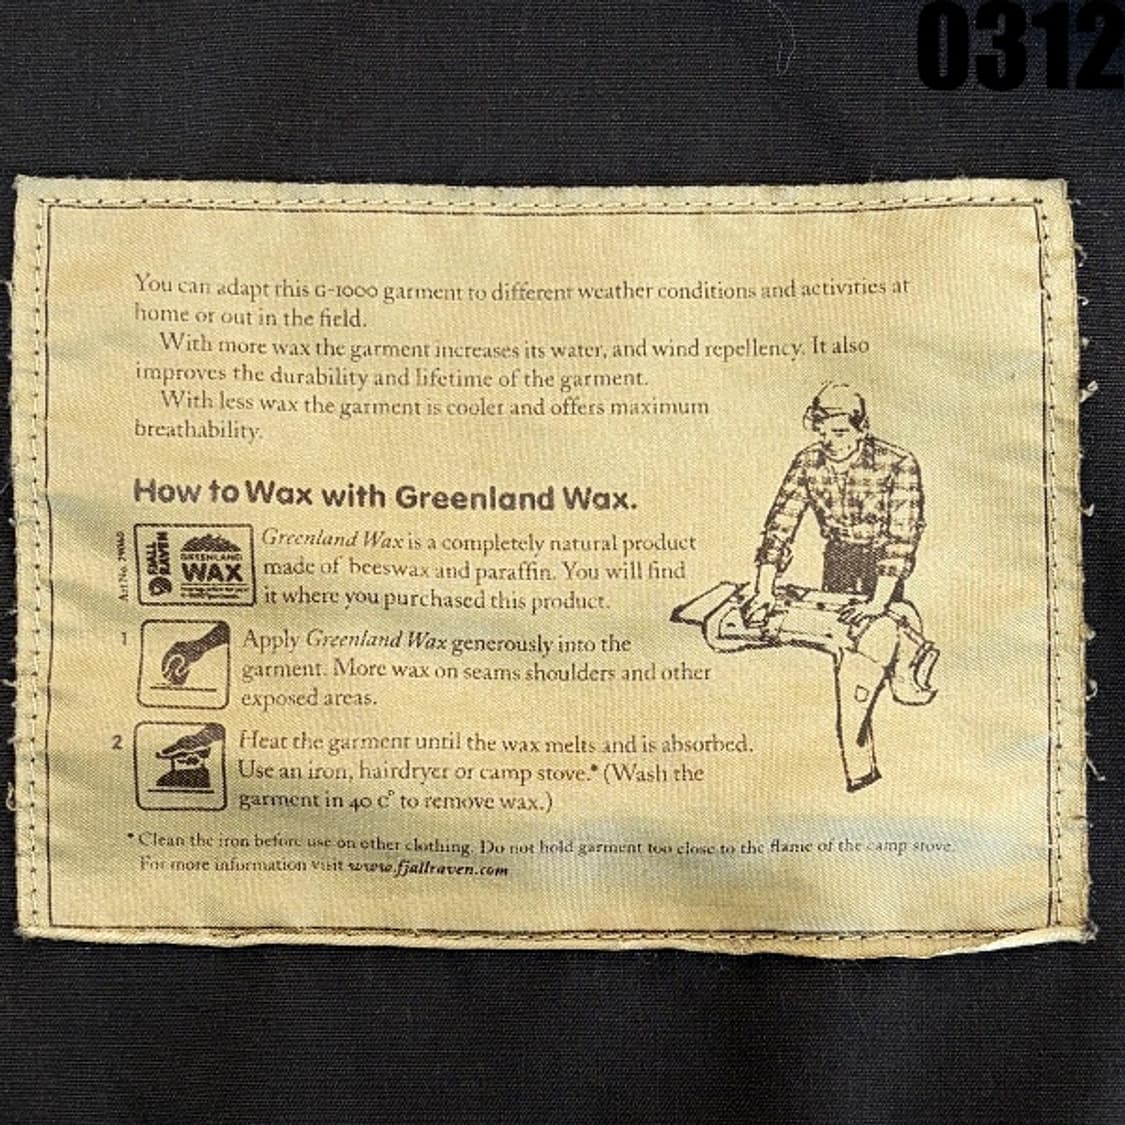 0312
You can adapt this G-1000 garment to different weather conditions and activities at
home or out in the field.
With more wax the garment increases its water, and wind repellency. It also
improves the durability and lifetime of the garment.
With less wax the garment is cooler and offers maximum
breathability.
How to Wax with Greenland Wax.
FJALL
RAVEN
GREENLAND
WAX
Greenland Wax is a completely natural product
made of beeswax and paraffin. You will find
it where you purchased this product.
1
Apply Greenland Wax generously into the
garment. More wax on seams shoulders and other
exposed areas.
2
Heat the garment until the wax melts and is absorbed.
Use an iron, hairdryer or camp stove.* (Wash the
garment in 40 c° to remove wax.)
* Clean the iron before use on other clothing. Do not hold garment too close to the flame of the camp stove.
For more information visit www.fjallraven.com